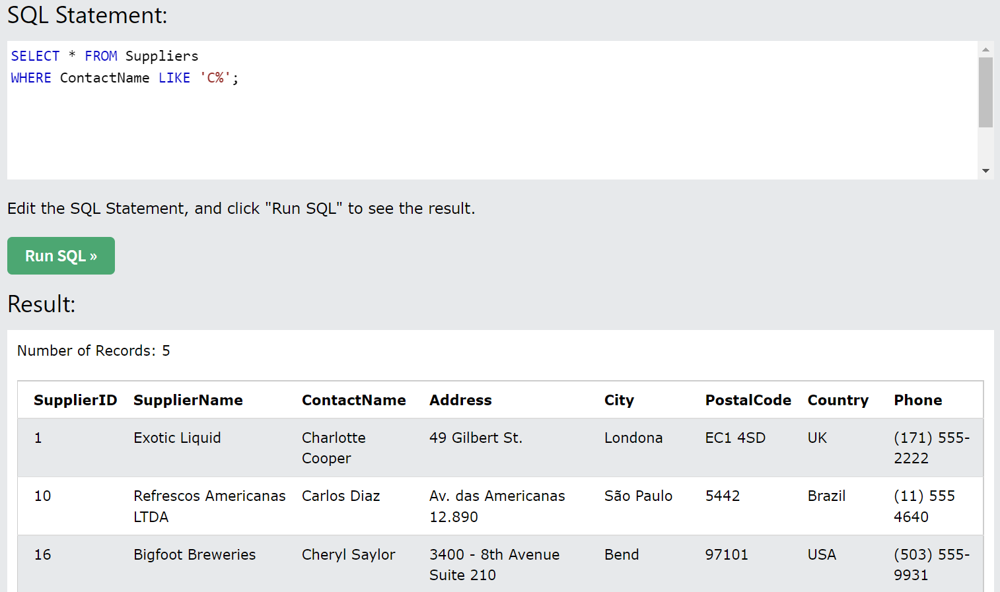 SQL Statement:
SELECT * FROM Suppliers
WHERE ContactName LIKE 'C%';
Edit the SQL Statement, and click "Run SQL" to see the result.
Run SQL »
Result:
Number of Records: 5
SupplierID SupplierName ContactName Address City PostalCode Country Phone
1 Exotic Liquid Charlotte 49 Gilbert St. Londona EC1 4SD UK (171) 555-
Cooper 2222
10 Refrescos Americanas Carlos Diaz Av. das Americanas São Paulo 5442 Brazil (11) 555
LTDA 12.890 4640
16 Bigfoot Breweries Cheryl Saylor 3400 - 8th Avenue Bend 97101 USA (503) 555-
Suite 210 9931